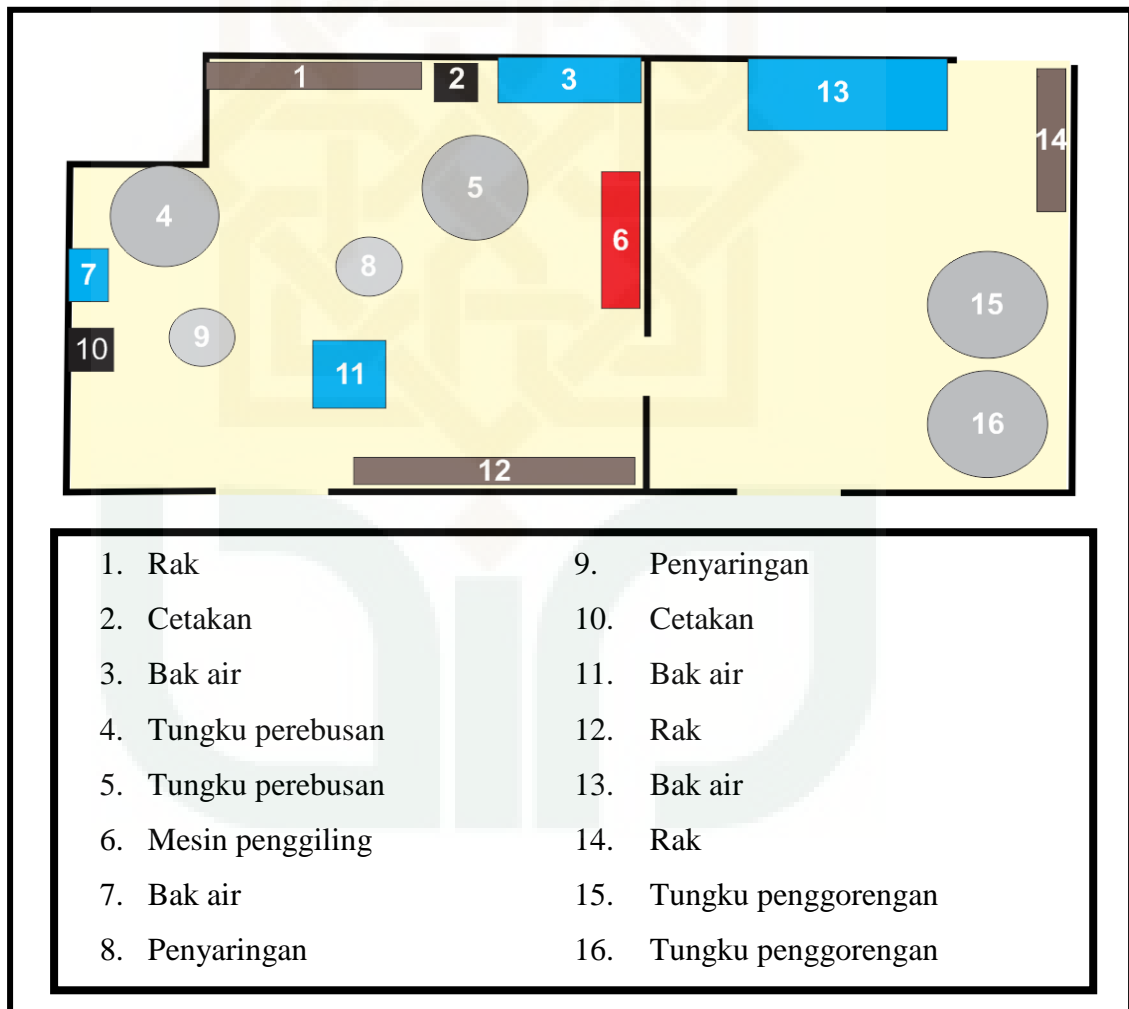 1 2 3
13
14
4 5
6
7 8
9
10
11
12
15
16
1. Rak
2. Cetakan
3. Bak air
4. Tungku perebusan
5. Tungku perebusan
6. Mesin penggiling
7. Bak air
8. Penyaringan
9. Penyaringan
10. Cetakan
11. Bak air
12. Rak
13. Bak air
14. Rak
15. Tungku penggorengan
16. Tungku penggorengan